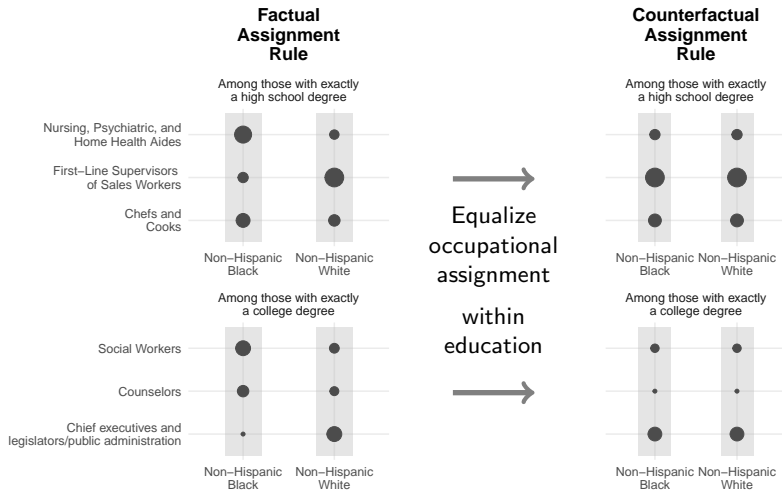 Factual
Assignment
Rule
Among those with exactly
a high school degree
Nursing, Psychiatric, and
Home Health Aides
First−Line Supervisors
of Sales Workers
Chefs and
Cooks
Non−Hispanic
Black
Non−Hispanic
White
Among those with exactly
a college degree
Social Workers
Counselors
Chief executives and
legislators/public administration
Non−Hispanic
Black
Non−Hispanic
White
Equalize
occupational
assignment
within
education
Counterfactual
Assignment
Rule
Among those with exactly
a high school degree
Non−Hispanic
Black
Non−Hispanic
White
Among those with exactly
a college degree
Non−Hispanic
Black
Non−Hispanic
White